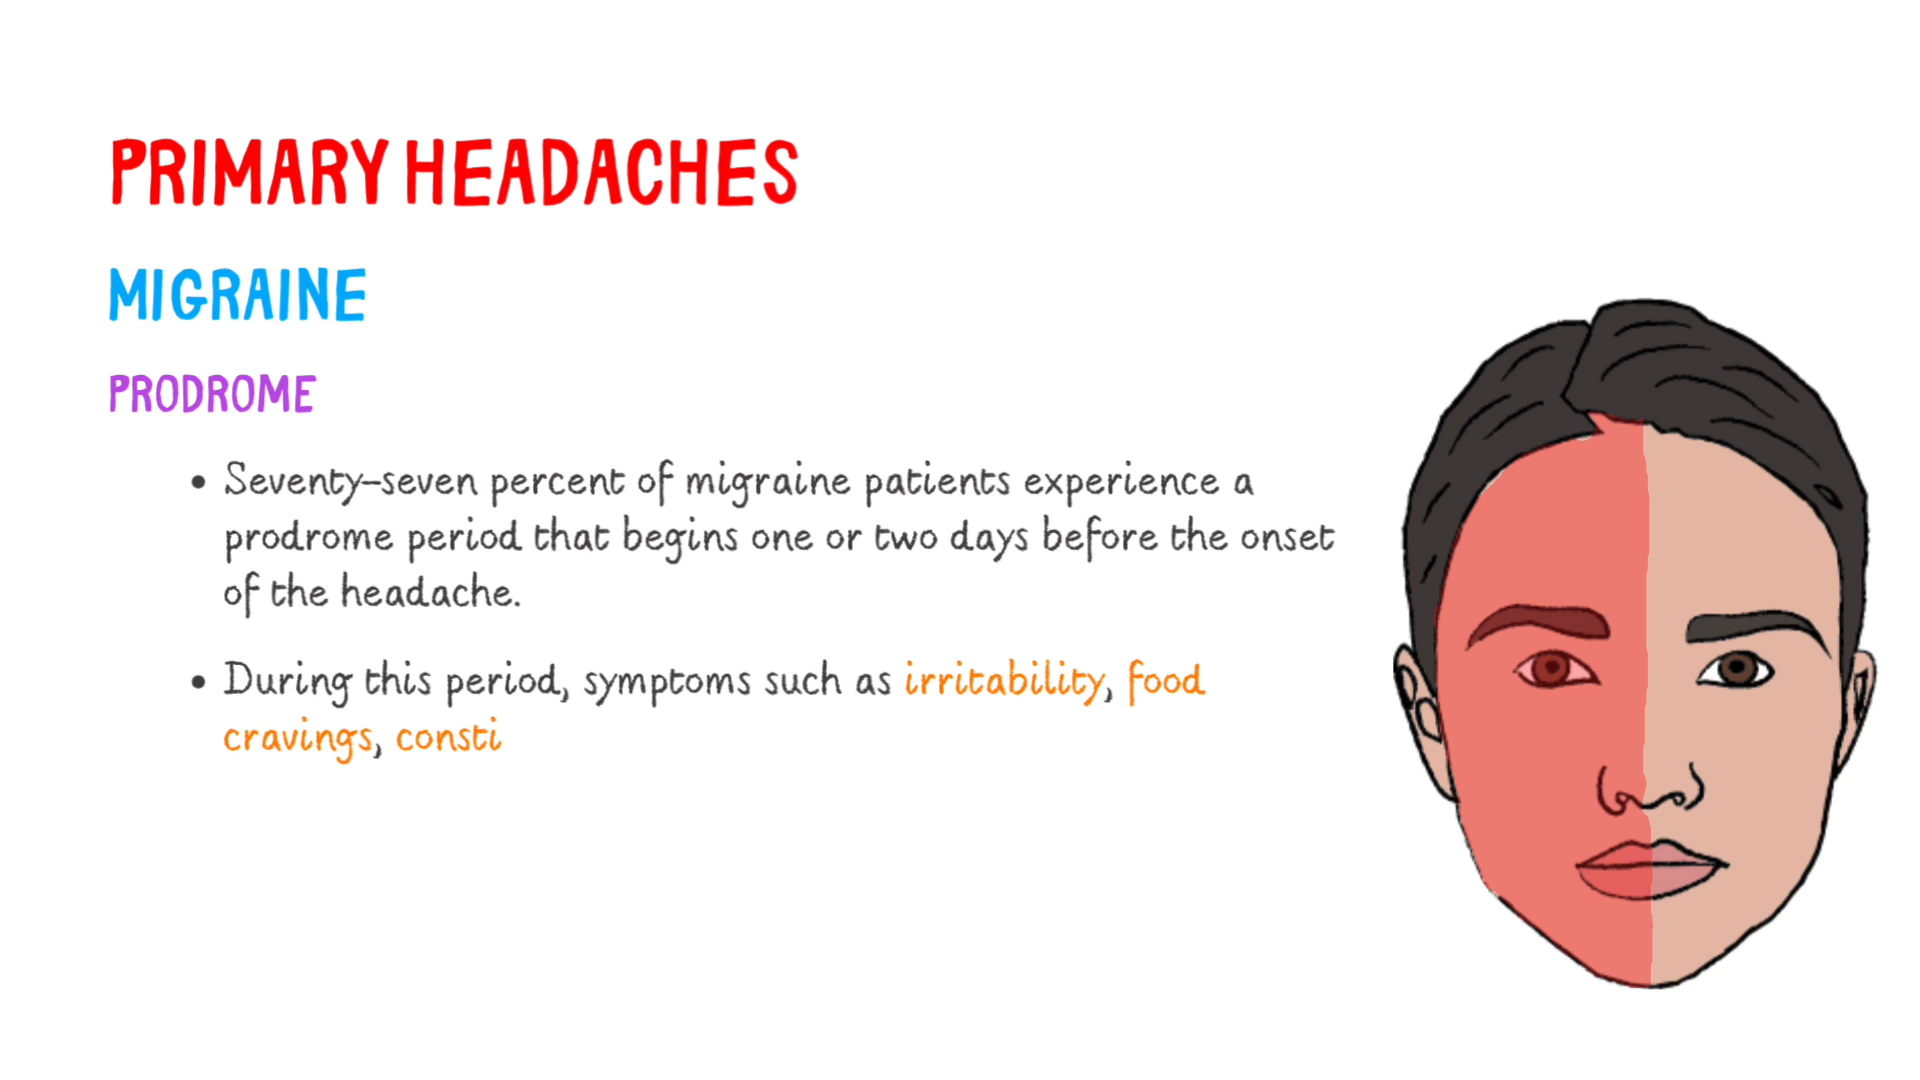 PRIMARY HEADACHES
MIGRAINE
PRODROME
• Seventy-seven percent of migraine patients experience a
prodrome period that begins one or two days before the onset
of the headache.
• During this period, symptoms such as irritability, food
cravings, consti